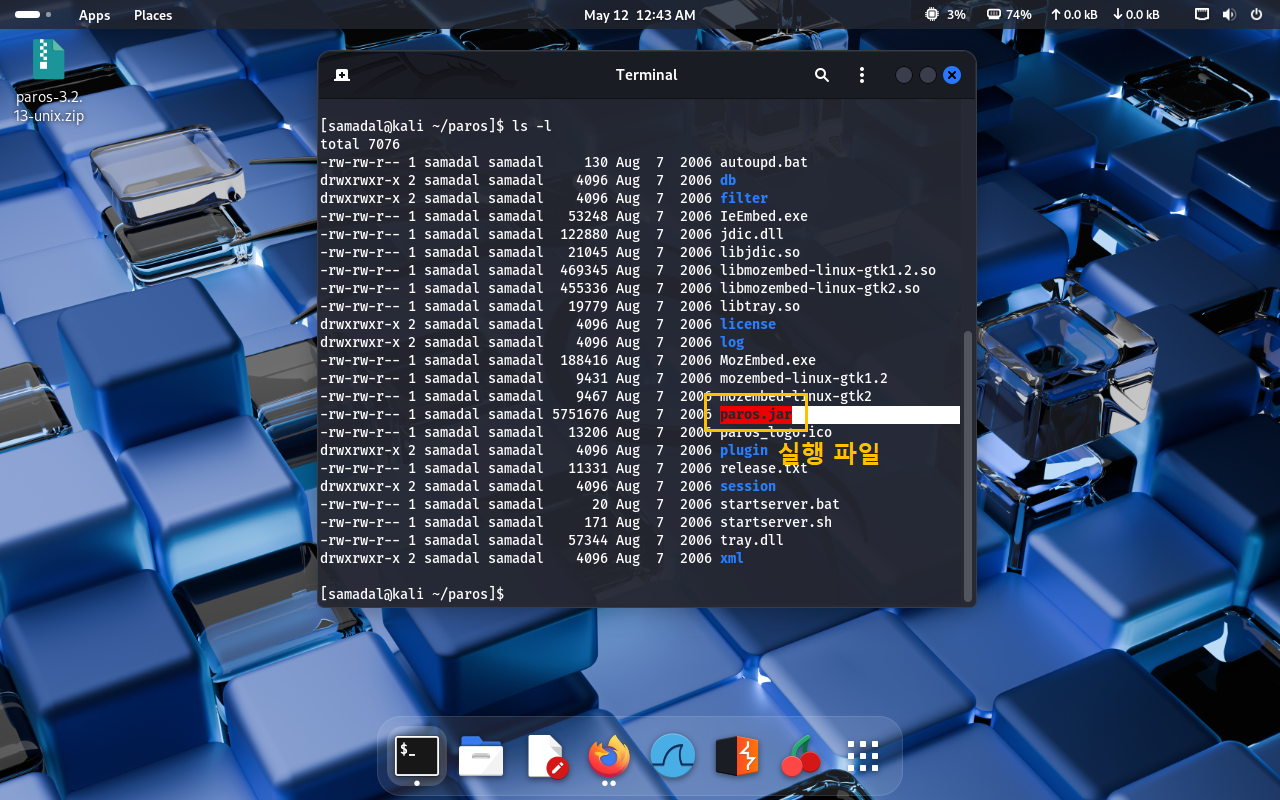 Apps Places May 12 12:43 AM 3% 74% 0.0 kB 0.0 kB
paros-3.2.
13-unix.zip
Terminal
[samadal@kali ~/paros]$ ls -l
total 7076
-rw-rw-r-- 1 samadal samadal 130 Aug 7 2006 autoupd.bat
drwxrwxr-x 2 samadal samadal 4096 Aug 7 2006 db
drwxrwxr-x 2 samadal samadal 4096 Aug 7 2006 filter
-rw-rw-r-- 1 samadal samadal 53248 Aug 7 2006 IeEmbed.exe
-rw-rw-r-- 1 samadal samadal 122880 Aug 7 2006 jdic.dll
-rw-rw-r-- 1 samadal samadal 21045 Aug 7 2006 libjdic.so
-rw-rw-r-- 1 samadal samadal 469345 Aug 7 2006 libmozembed-linux-gtk1.2.so
-rw-rw-r-- 1 samadal samadal 455336 Aug 7 2006 libmozembed-linux-gtk2.so
-rw-rw-r-- 1 samadal samadal 19779 Aug 7 2006 libtray.so
drwxrwxr-x 2 samadal samadal 4096 Aug 7 2006 license
drwxrwxr-x 2 samadal samadal 4096 Aug 7 2006 log
-rw-rw-r-- 1 samadal samadal 188416 Aug 7 2006 MozEmbed.exe
-rw-rw-r-- 1 samadal samadal 9431 Aug 7 2006 mozembed-linux-gtk1.2
-rw-rw-r-- 1 samadal samadal 9467 Aug 7 2006 mozembed-linux-gtk2
-rw-rw-r-- 1 samadal samadal 5751676 Aug 7 2006 paros.jar
-rw-rw-r-- 1 samadal samadal 13206 Aug 7 2006 paros_logo.ico
drwxrwxr-x 2 samadal samadal 4096 Aug 7 2006 plugin
실행 파일
-rw-rw-r-- 1 samadal samadal 11331 Aug 7 2006 release.txt
drwxrwxr-x 2 samadal samadal 4096 Aug 7 2006 session
-rw-rw-r-- 1 samadal samadal 20 Aug 7 2006 startserver.bat
-rw-rw-r-- 1 samadal samadal 171 Aug 7 2006 startserver.sh
-rw-rw-r-- 1 samadal samadal 57344 Aug 7 2006 tray.dll
drwxrwxr-x 2 samadal samadal 4096 Aug 7 2006 xml
[samadal@kali ~/paros]$
$_